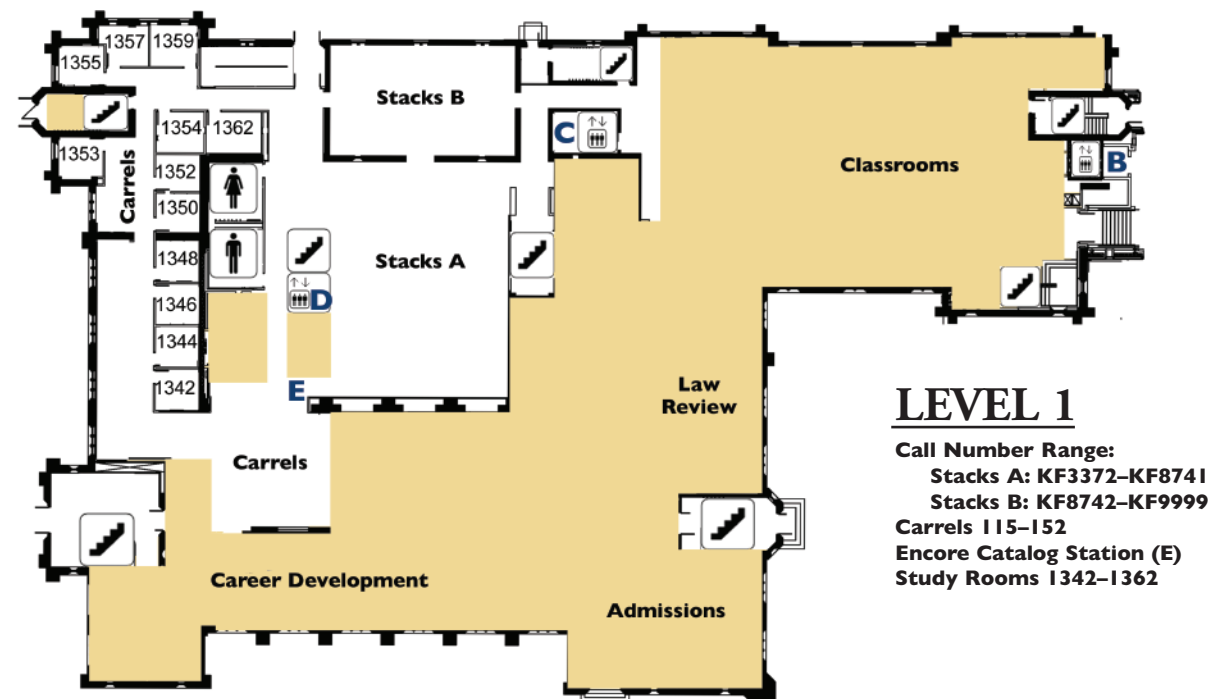 1357
1359
1355
Stacks B
1354
1362
C
Classrooms
B
1353
Carrels
1352
1350
Stacks A
1348
D
1346
1344
1342
E
Law
Review
LEVEL 1
Call Number Range:
Stacks A: KF3372–KF8741
Stacks B: KF8742–KF9999
Carrels 115–152
Encore Catalog Station (E)
Study Rooms 1342–1362
Carrels
Career Development
Admissions